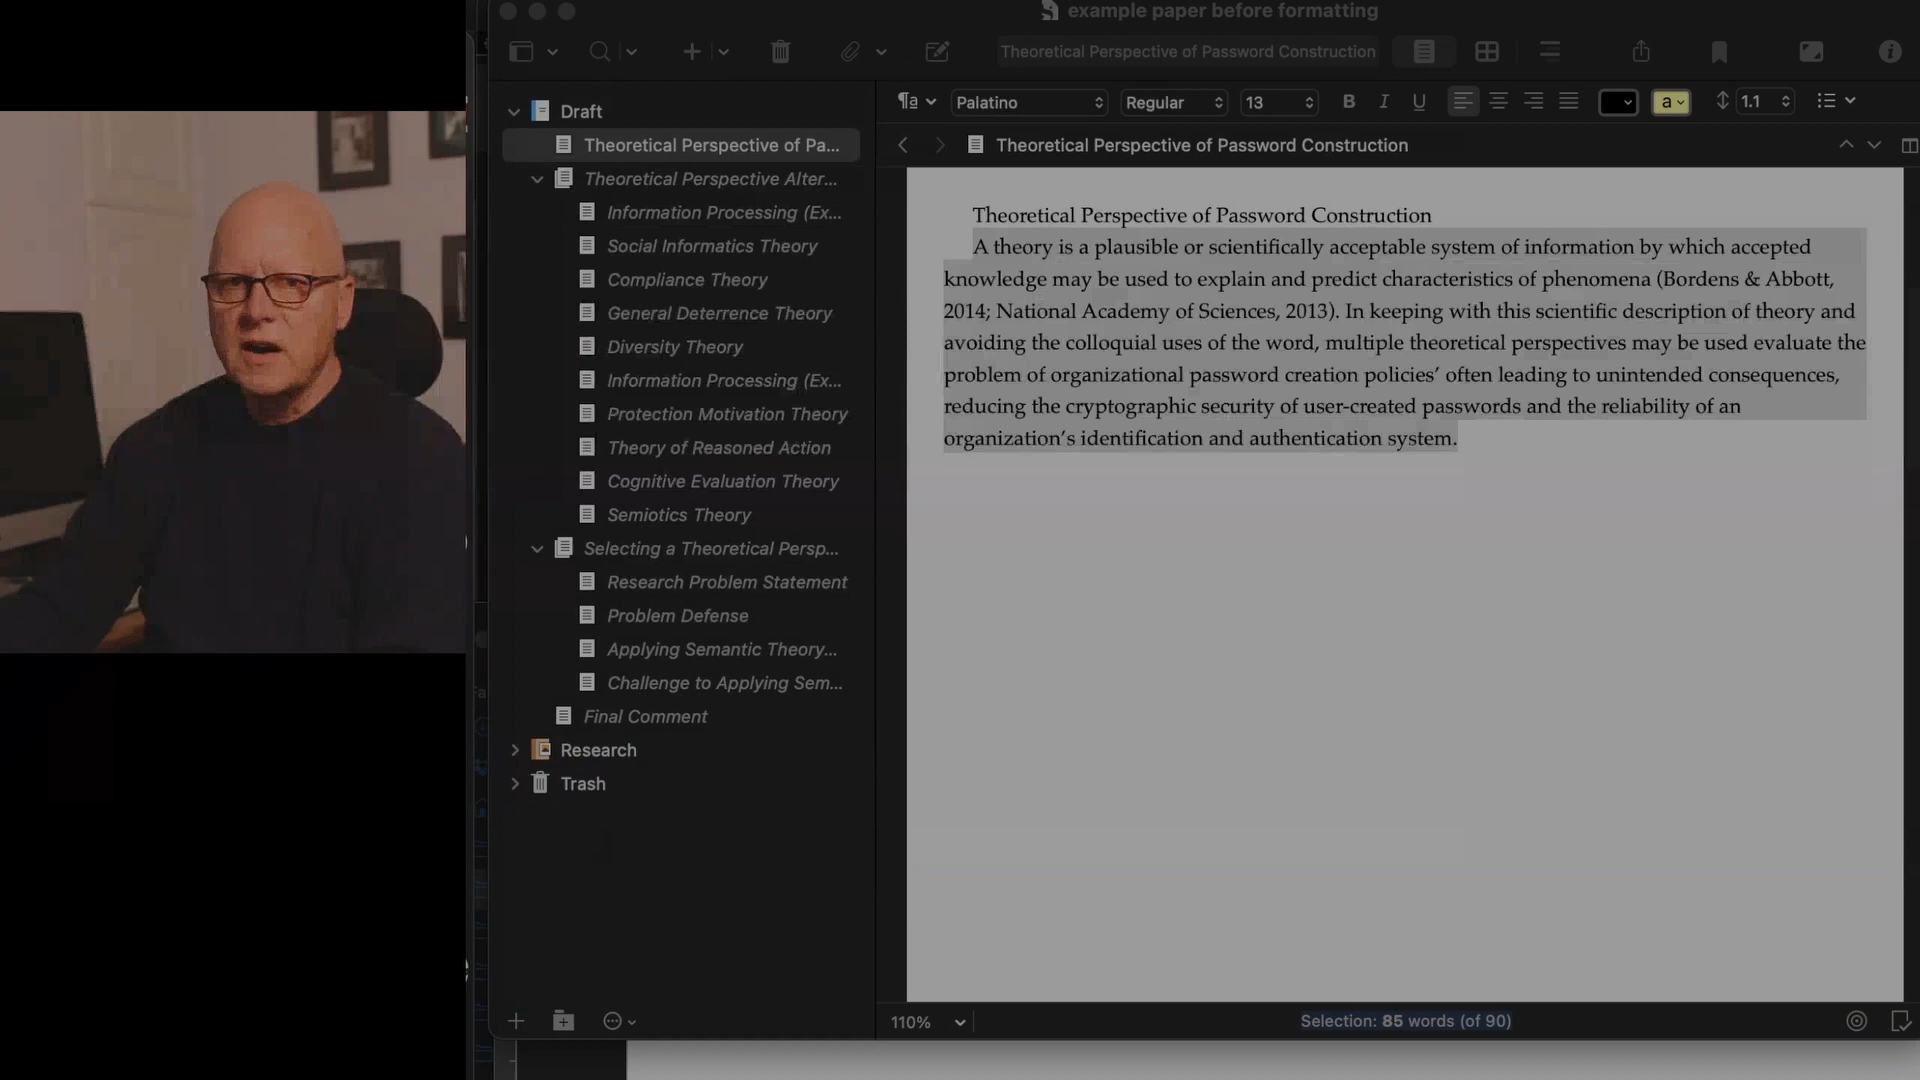 example paper before formatting
Theoretical Perspective of Password Construction
Draft
Theoretical Perspective of Pa...
Theoretical Perspective Alter...
Information Processing (Ex...
Social Informatics Theory
Compliance Theory
General Deterrence Theory
Diversity Theory
Information Processing (Ex...
Protection Motivation Theory
Theory of Reasoned Action
Cognitive Evaluation Theory
Semiotics Theory
Selecting a Theoretical Persp...
Research Problem Statement
Problem Defense
Applying Semantic Theory...
Challenge to Applying Sem...
Final Comment
Research
Trash
¶a Palatino Regular 13 B I U a 1.1
Theoretical Perspective of Password Construction
Theoretical Perspective of Password Construction
A theory is a plausible or scientifically acceptable system of information by which accepted
knowledge may be used to explain and predict characteristics of phenomena (Bordens & Abbott,
2014; National Academy of Sciences, 2013). In keeping with this scientific description of theory and
avoiding the colloquial uses of the word, multiple theoretical perspectives may be used evaluate the
problem of organizational password creation policies’ often leading to unintended consequences,
reducing the cryptographic security of user-created passwords and the reliability of an
organization’s identification and authentication system.
110%
Selection: 85 words (of 90)